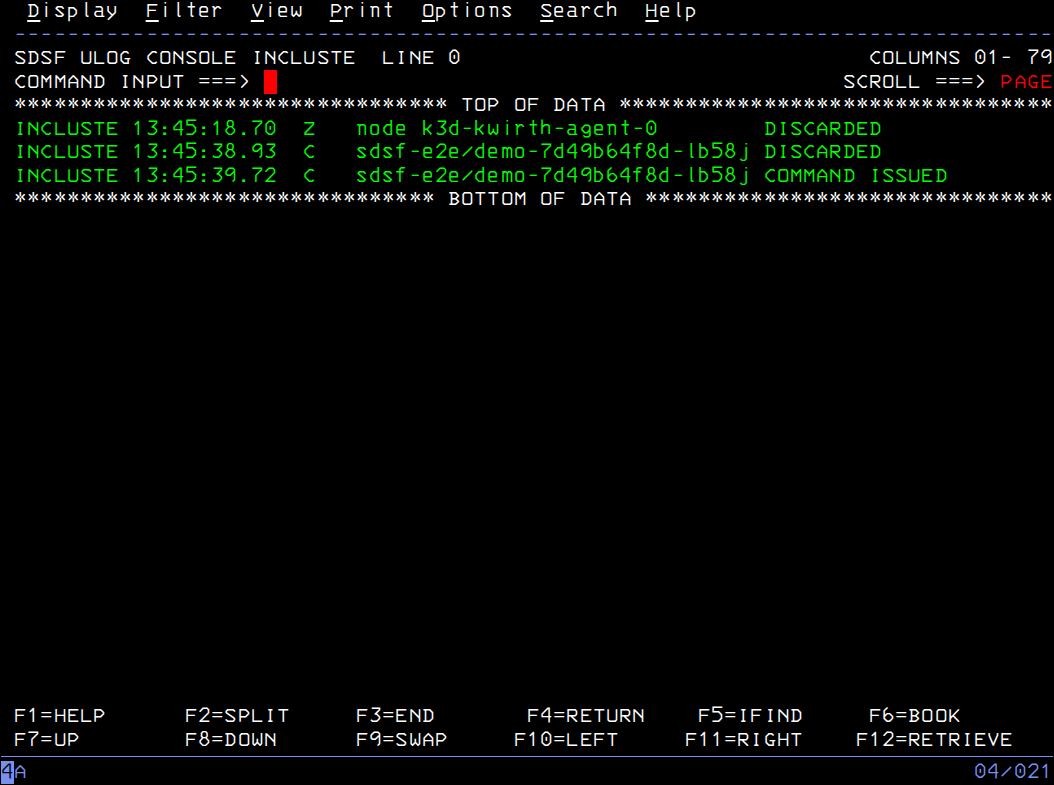 Display Filter View Print Options Search Help
-------------------------------------------------------------------------------
SDSF ULOG CONSOLE INCLUSTE LINE 0 COLUMNS 01- 79
COMMAND INPUT ===> SCROLL ===> PAGE
********************************* TOP OF DATA *********************************
INCLUSTE 13:45:18.70 Z node k3d-kwirth-agent-0 DISCARDED
INCLUSTE 13:45:38.93 C sdsf-e2e/demo-7d49b64f8d-lb58j DISCARDED
INCLUSTE 13:45:39.72 C sdsf-e2e/demo-7d49b64f8d-lb58j COMMAND ISSUED
******************************** BOTTOM OF DATA *******************************
F1=HELP F2=SPLIT F3=END F4=RETURN F5=IFIND F6=BOOK
F7=UP F8=DOWN F9=SWAP F10=LEFT F11=RIGHT F12=RETRIEVE
4A 04/021